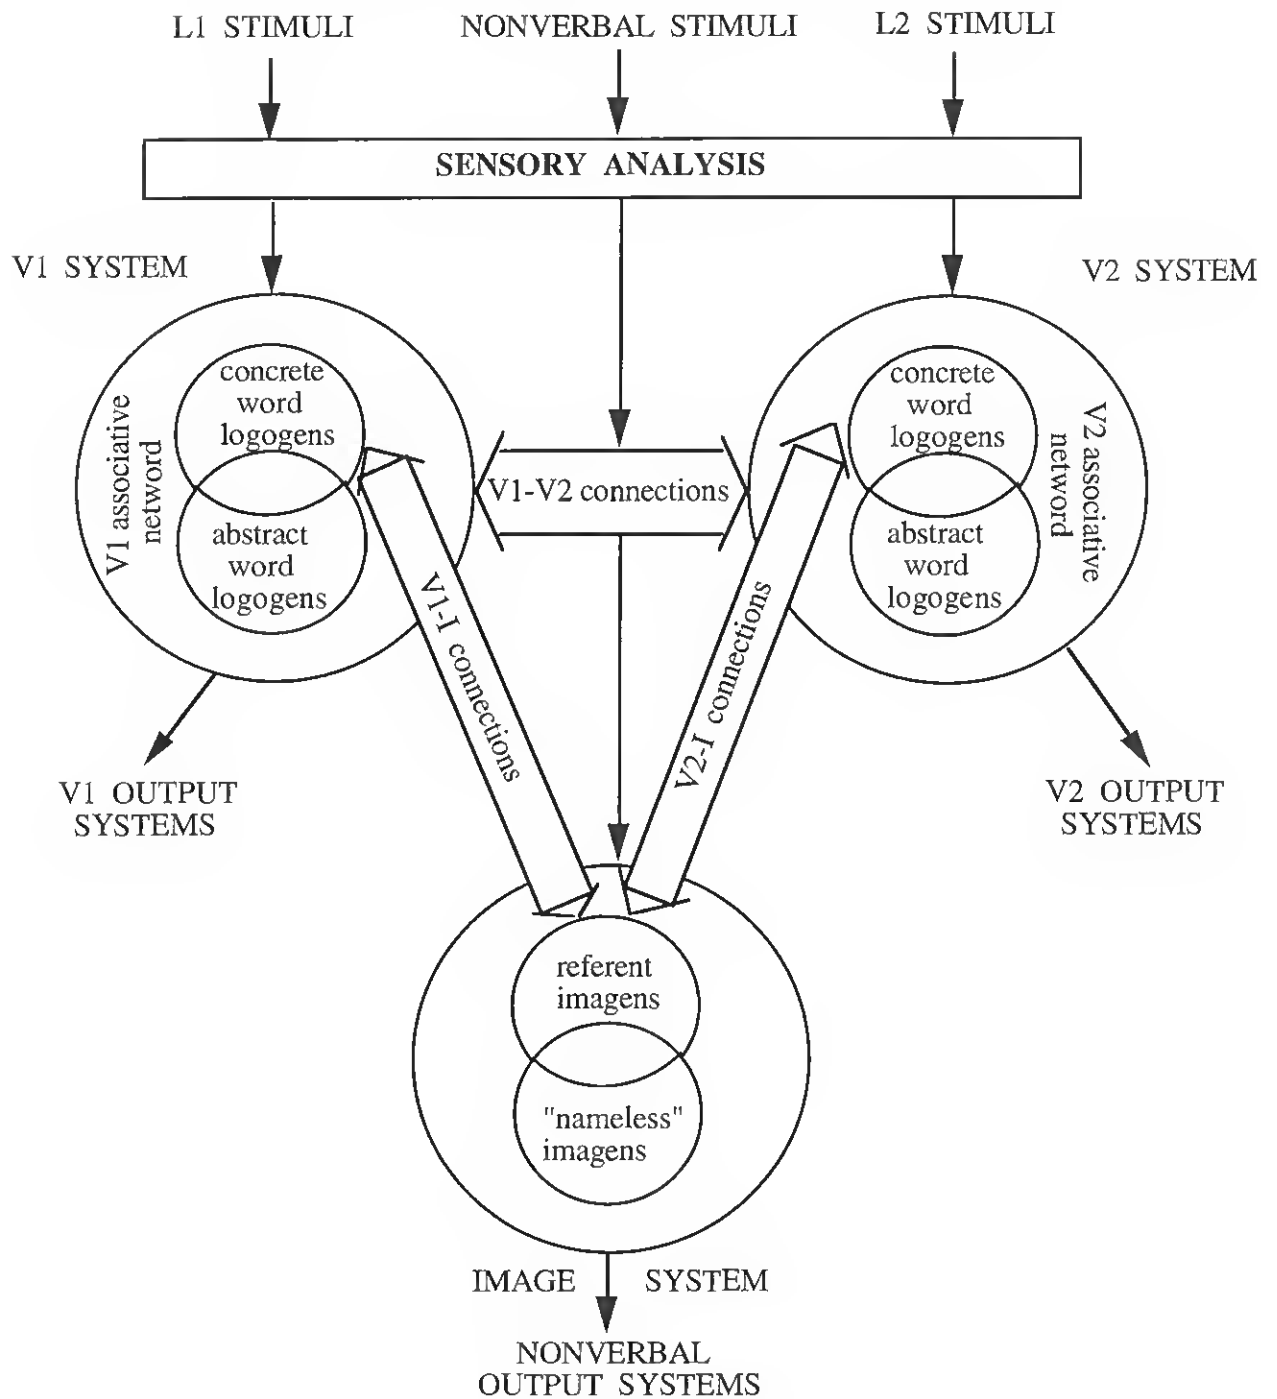 L1 STIMULI
NONVERBAL STIMULI
L2 STIMULI
SENSORY ANALYSIS
V1 SYSTEM
V2 SYSTEM
V1 associative
netword
concrete
word
logogens
abstract
word
logogens
V1-V2 connections
concrete
word
logogens
abstract
word
logogens
V2 associative
netword
V1-I connections
V2-I connections
V1 OUTPUT
SYSTEMS
V2 OUTPUT
SYSTEMS
referent
imagens
"nameless"
imagens
IMAGE SYSTEM
NONVERBAL
OUTPUT SYSTEMS